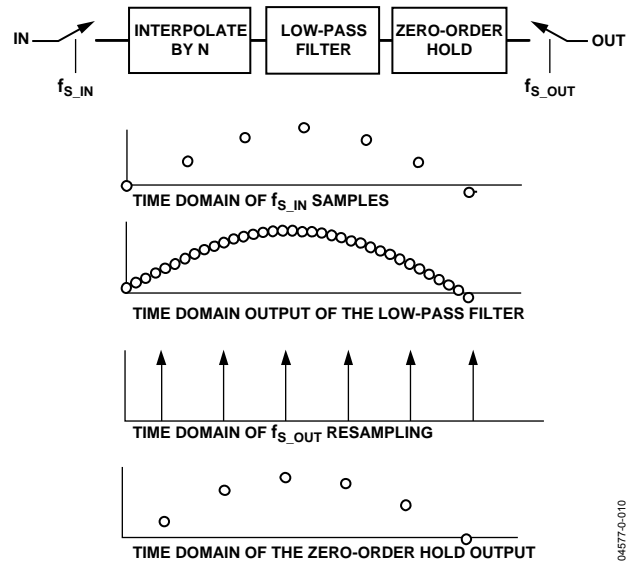 IN
INTERPOLATE
BY N
LOW-PASS
FILTER
ZERO-ORDER
HOLD
OUT
fS_IN
fS_OUT
TIME DOMAIN OF fS_IN SAMPLES
TIME DOMAIN OUTPUT OF THE LOW-PASS FILTER
TIME DOMAIN OF fS_OUT RESAMPLING
TIME DOMAIN OF THE ZERO-ORDER HOLD OUTPUT
04577-0-010